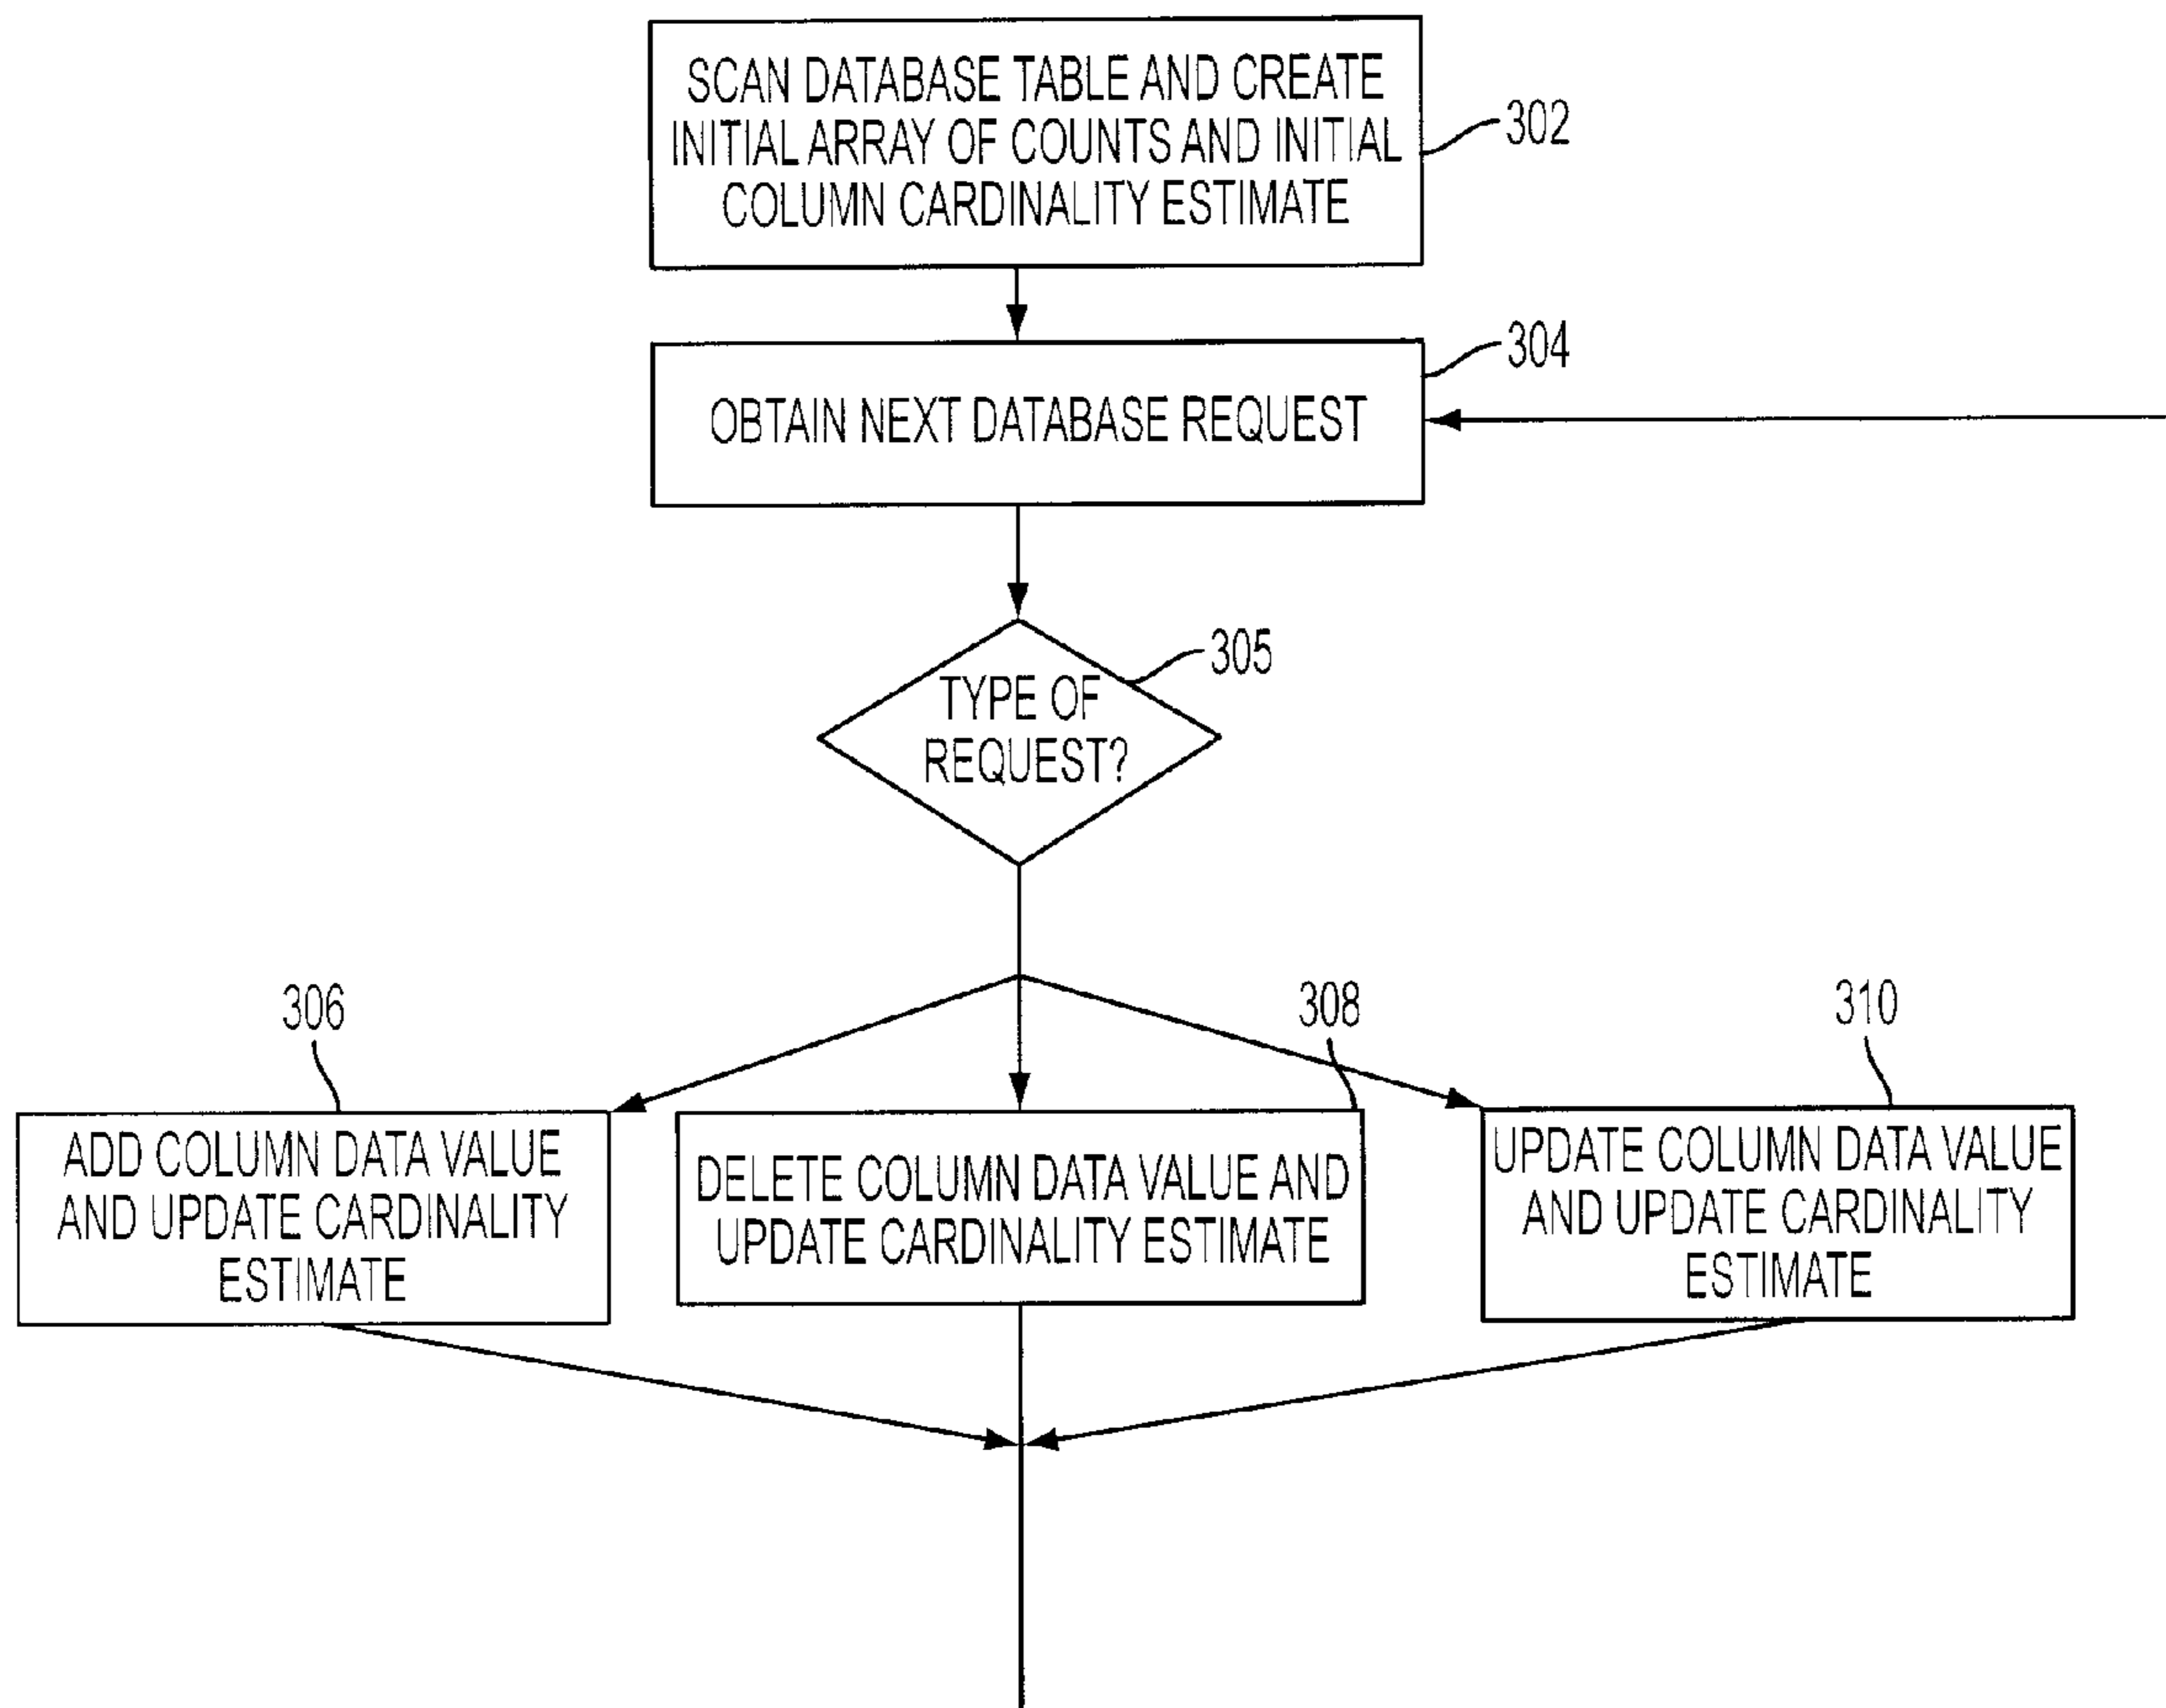 SCAN DATABASE TABLE AND CREATE
INITIAL ARRAY OF COUNTS AND INITIAL
COLUMN CARDINALITY ESTIMATE
302
304
OBTAIN NEXT DATABASE REQUEST
305
TYPE OF
REQUEST?
306
308
310
ADD COLUMN DATA VALUE
AND UPDATE CARDINALITY
ESTIMATE
DELETE COLUMN DATA VALUE AND
UPDATE CARDINALITY ESTIMATE
UPDATE COLUMN DATA VALUE
AND UPDATE CARDINALITY
ESTIMATE